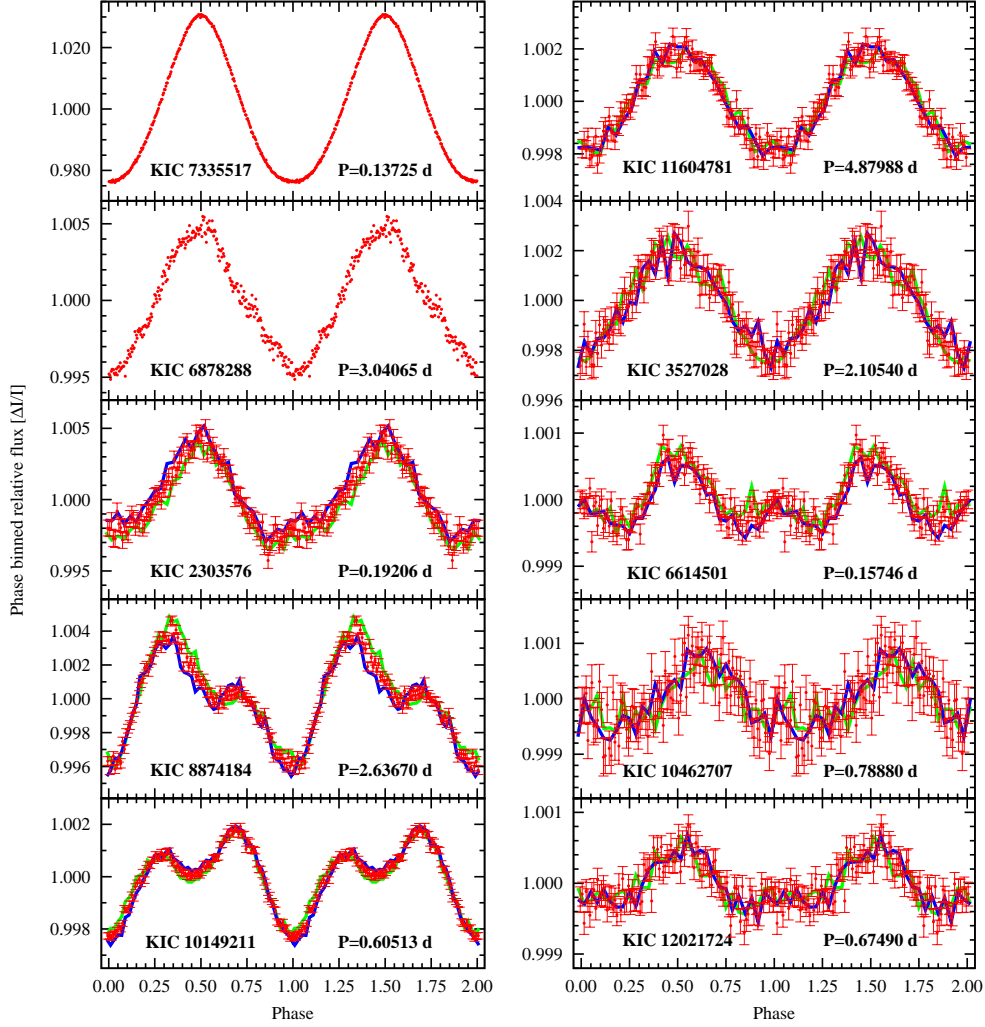 Phase binned relative flux [ΔI/I]
1.020
1.000
0.980
KIC 7335517 P=0.13725 d
1.005
1.000
0.995
KIC 6878288 P=3.04065 d
1.005
1.000
0.995
KIC 2303576 P=0.19206 d
1.004
1.002
1.000
0.998
0.996
KIC 8874184 P=2.63670 d
1.002
1.000
0.998
KIC 10149211 P=0.60513 d
0.00 0.25 0.50 0.75 1.00 1.25 1.50 1.75 2.00
Phase
1.002
1.000
0.998
KIC 11604781 P=4.87988 d
1.004
1.002
1.000
0.998
0.996
KIC 3527028 P=2.10540 d
1.001
1.000
0.999
KIC 6614501 P=0.15746 d
1.001
1.000
0.999
KIC 10462707 P=0.78880 d
1.001
1.000
0.999
KIC 12021724 P=0.67490 d
0.00 0.25 0.50 0.75 1.00 1.25 1.50 1.75 2.00
Phase